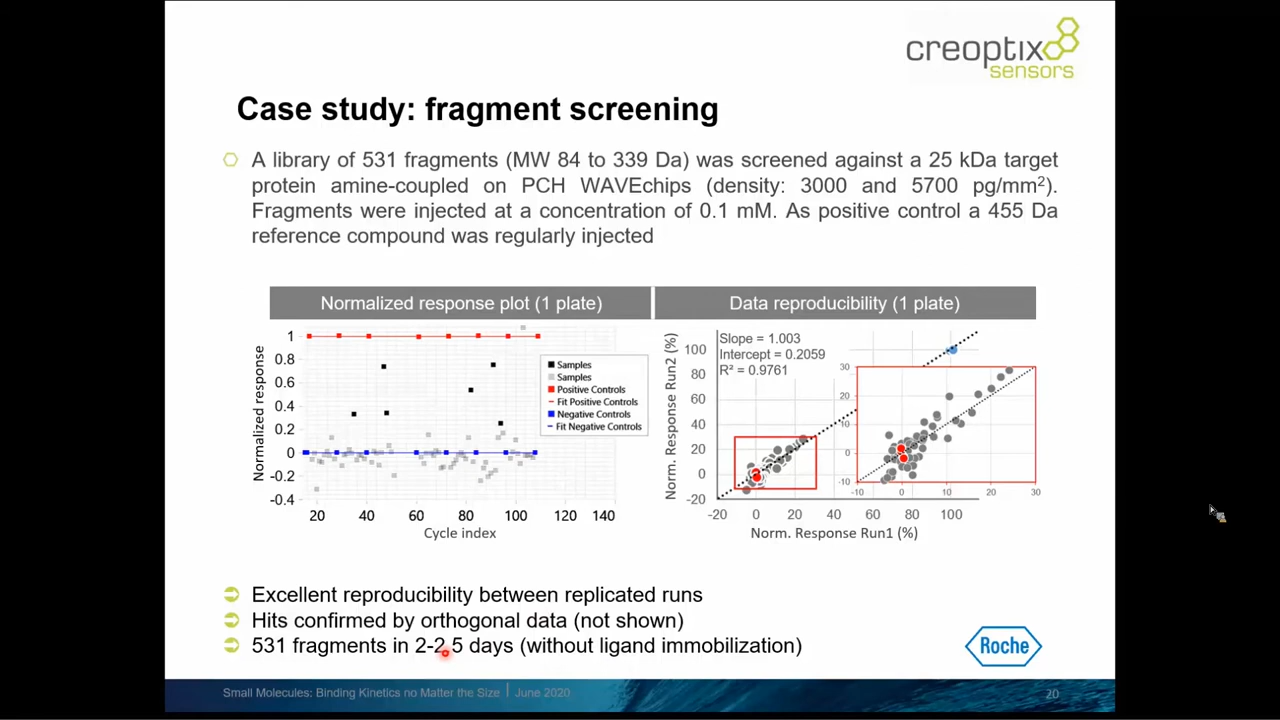 creoptix
sensors
Case study: fragment screening
A library of 531 fragments (MW 84 to 339 Da) was screened against a 25 kDa target
protein amine-coupled on PCH WAVEchips (density: 3000 and 5700 pg/mm²).
Fragments were injected at a concentration of 0.1 mM. As positive control a 455 Da
reference compound was regularly injected
Normalized response plot (1 plate)
Normalized response
1
0.8
0.6
0.4
0.2
0
-0.2
-0.4
20 40 60 80 100 120 140
Cycle index
Samples
Samples
Positive Controls
Fit Positive Controls
Negative Controls
Fit Negative Controls
Data reproducibility (1 plate)
Norm. Response Run2 (%)
Slope = 1.003
Intercept = 0.2059
R² = 0.9761
100
80
60
40
20
0
-20
-20 0 20 40 60 80 100
Norm. Response Run1 (%)
30
20
10
0
-10
-10 0 10 20 30
Excellent reproducibility between replicated runs
Hits confirmed by orthogonal data (not shown)
531 fragments in 2-2.5 days (without ligand immobilization)
Roche
Small Molecules: Binding Kinetics no Matter the Size | June 2020
20